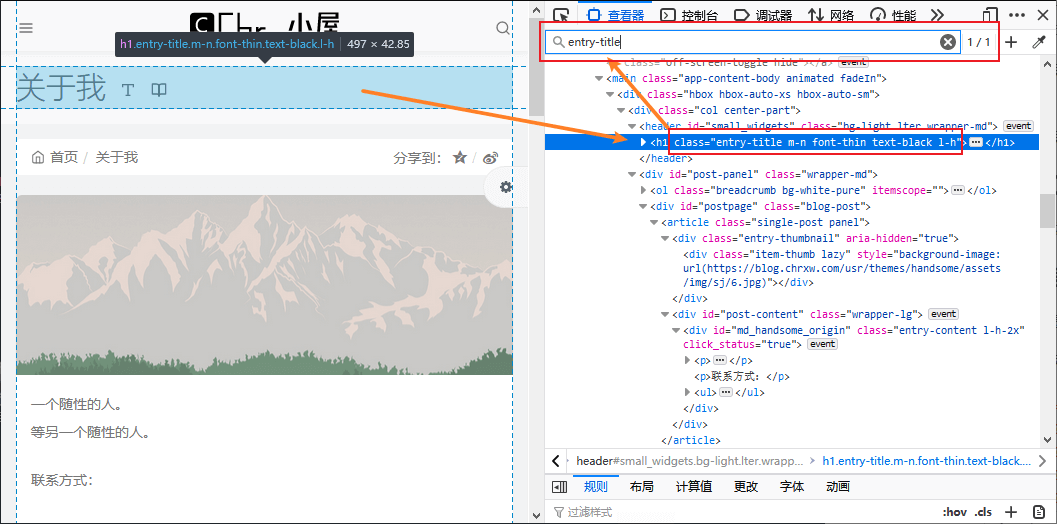 Chr 小屋
h1.entry-title.m-n.font-thin.text-black.l-h 497 × 42.85
关于我
首页 / 关于我
分享到： /
一个随性的人。
等另一个随性的人。
联系方式：
查看器 控制台 调试器 网络 性能
entry-title 1 / 1
class="off-screen-toggle hide"></a> event
<main class="app-content-body animated fadeIn">
<div class="hbox hbox-auto-xs hbox-auto-sm">
<div class="col center-part">
<header id="small_widgets" class="bg-light lter wrapper-md"> event
<h1 class="entry-title m-n font-thin text-black l-h"> ··· </h1>
</header>
<div id="post-panel" class="wrapper-md">
<ol class="breadcrumb bg-white-pure" itemscope=""> ··· </ol>
<div id="postpage" class="blog-post">
<article class="single-post panel">
<div class="entry-thumbnail" aria-hidden="true">
<div class="item-thumb lazy" style="background-image:
url(https://blog.chrxw.com/usr/themes/handsome/assets
/img/sj/6.jpg)"></div>
</div>
<div id="post-content" class="wrapper-lg"> event
<div id="md_handsome_origin" class="entry-content l-h-2x"
click_status="true"> event
<p> ··· </p>
<p>联系方式：</p>
<ul> ··· </ul>
</div>
</div>
</article>
header#small_widgets.bg-light.lter.wrapp... h1.entry-title.m-n.font-thin.text-black....
规则 布局 计算值 更改 字体 动画
过滤样式 :hov .cls